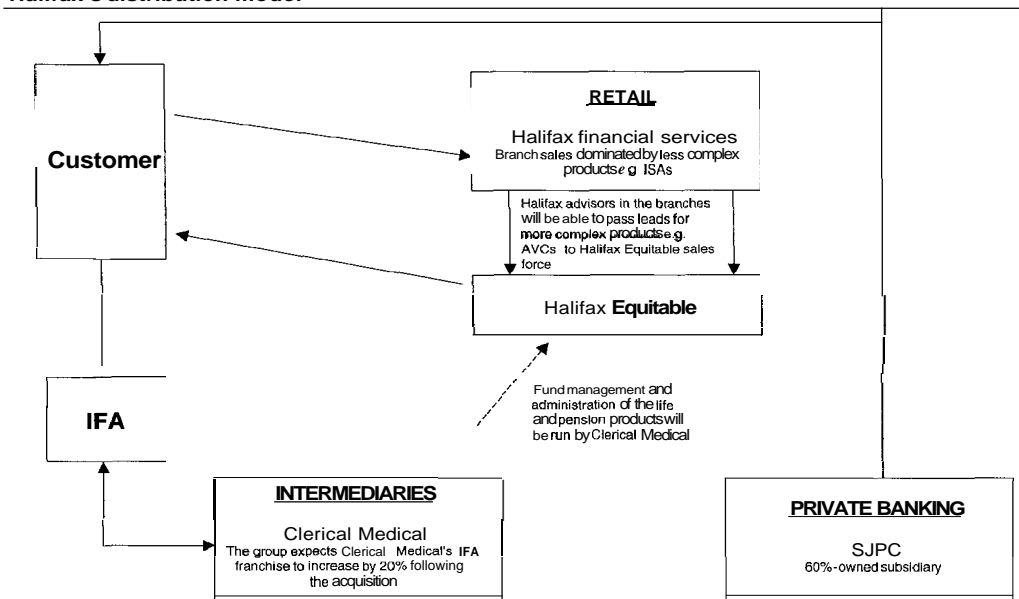 Halifax's distribution model
Customer
RETAIL
Halifax financial services
Branch sales dominated by less complex
products e g ISAs
Halifax advisors in the branches
will be able to pass leads for
more complex products e.g.
AVCs to Halifax Equitable sales
force
Halifax Equitable
Fund management and
administration of the life
and pension products will
be run by Clerical Medical
IFA
INTERMEDIARIES
Clerical Medical
The group expects Clerical Medical's IFA
franchise to increase by 20% following
the acquisition
PRIVATE BANKING
SJPC
60%-owned subsidiary